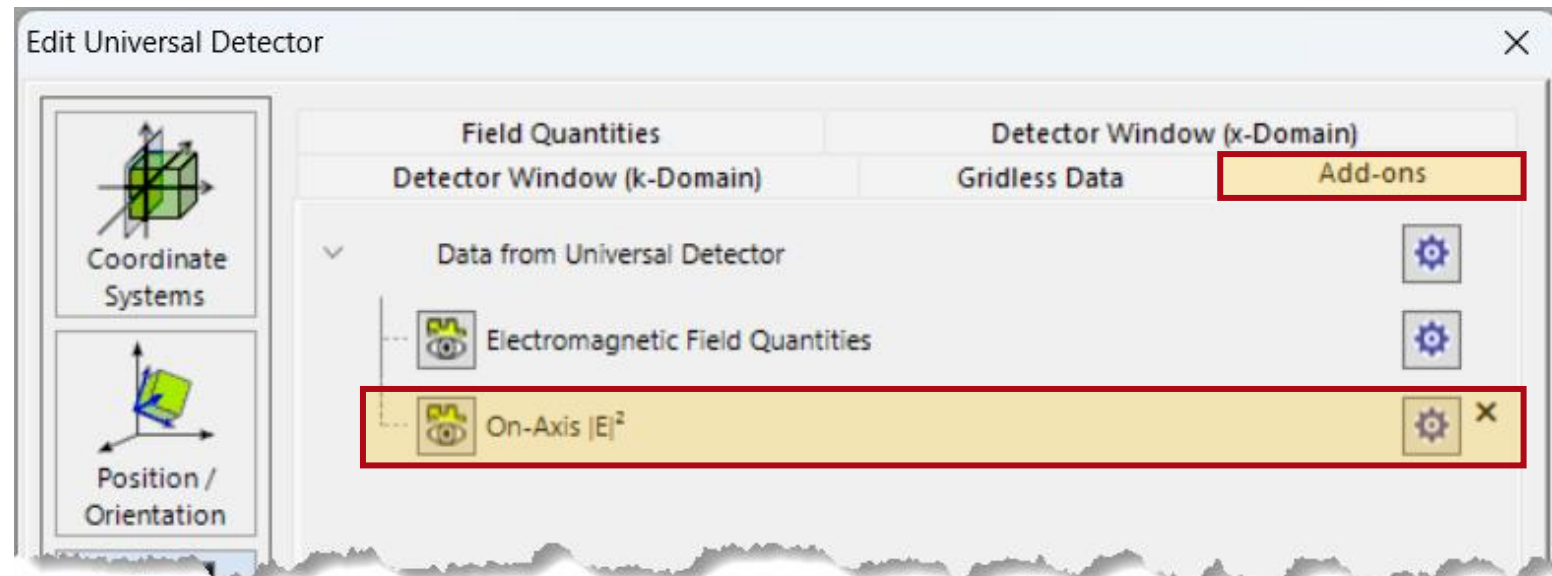 Edit Universal Detector
Coordinate
Systems
Position /
Orientation
Field Quantities
Detector Window (x-Domain)
Detector Window (k-Domain)
Gridless Data
Add-ons
Data from Universal Detector
Electromagnetic Field Quantities
On-Axis |E|²